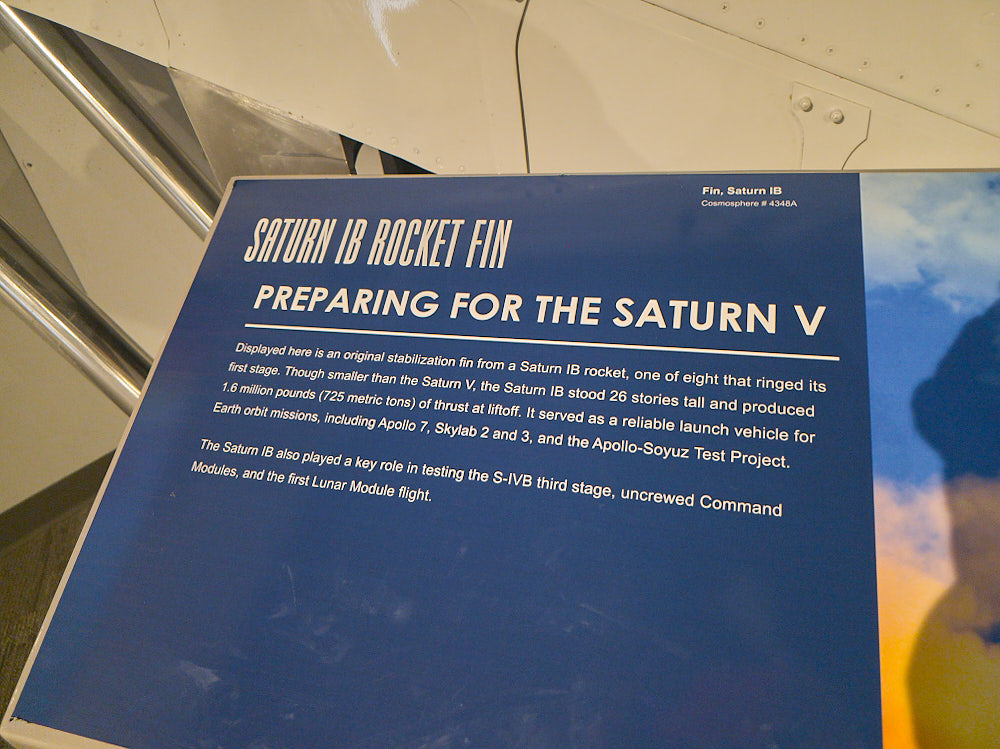 Fin, Saturn IB
Cosmosphere # 4348A
SATURN IB ROCKET FIN
PREPARING FOR THE SATURN V
Displayed here is an original stabilization fin from a Saturn IB rocket, one of eight that ringed its
first stage. Though smaller than the Saturn V, the Saturn IB stood 26 stories tall and produced
1.6 million pounds (725 metric tons) of thrust at liftoff. It served as a reliable launch vehicle for
Earth orbit missions, including Apollo 7, Skylab 2 and 3, and the Apollo-Soyuz Test Project.
The Saturn IB also played a key role in testing the S-IVB third stage, uncrewed Command
Modules, and the first Lunar Module flight.